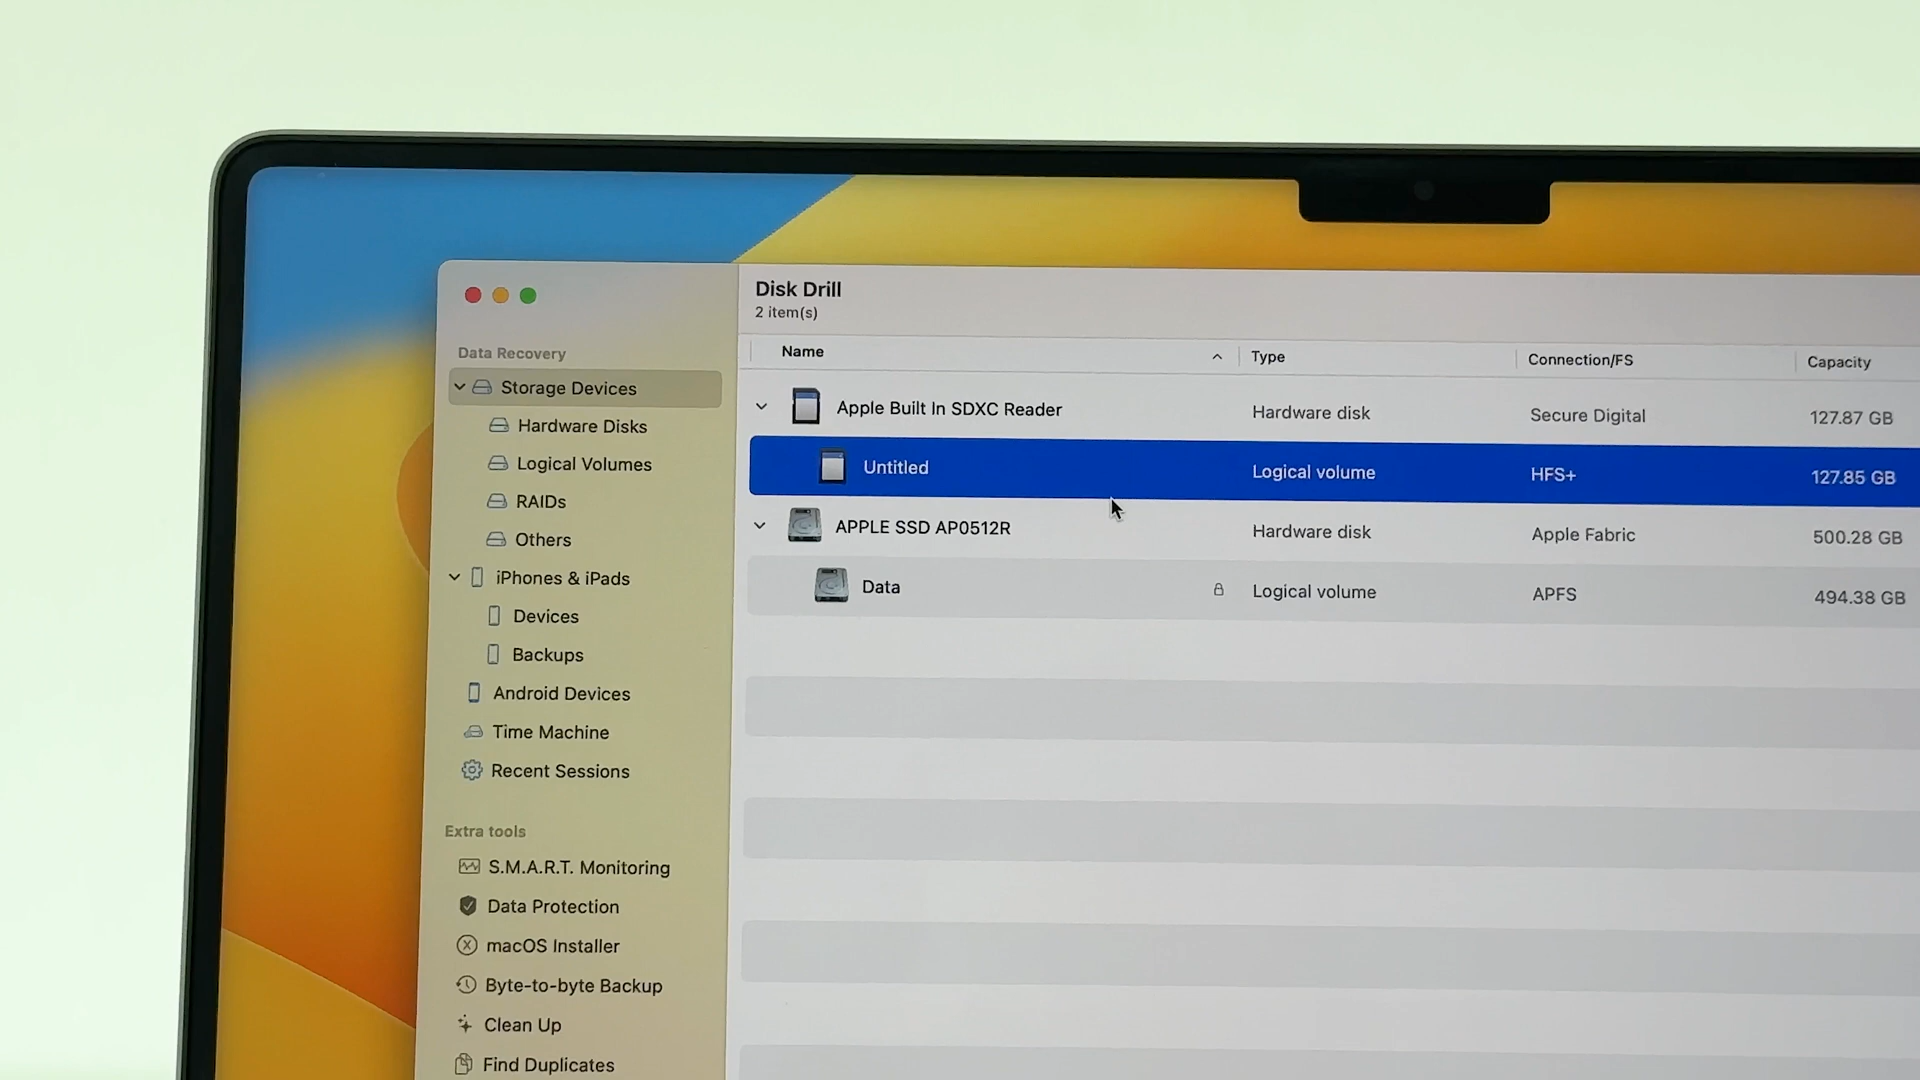 Disk Drill
2 item(s)
Data Recovery
Storage Devices
Hardware Disks
Logical Volumes
RAIDs
Others
iPhones & iPads
Devices
Backups
Android Devices
Time Machine
Recent Sessions
Extra tools
S.M.A.R.T. Monitoring
Data Protection
macOS Installer
Byte-to-byte Backup
Clean Up
Find Duplicates
Name Type Connection/FS Capacity
Apple Built In SDXC Reader Hardware disk Secure Digital 127.87 GB
Untitled Logical volume HFS+ 127.85 GB
APPLE SSD AP0512R Hardware disk Apple Fabric 500.28 GB
Data Logical volume APFS 494.38 GB